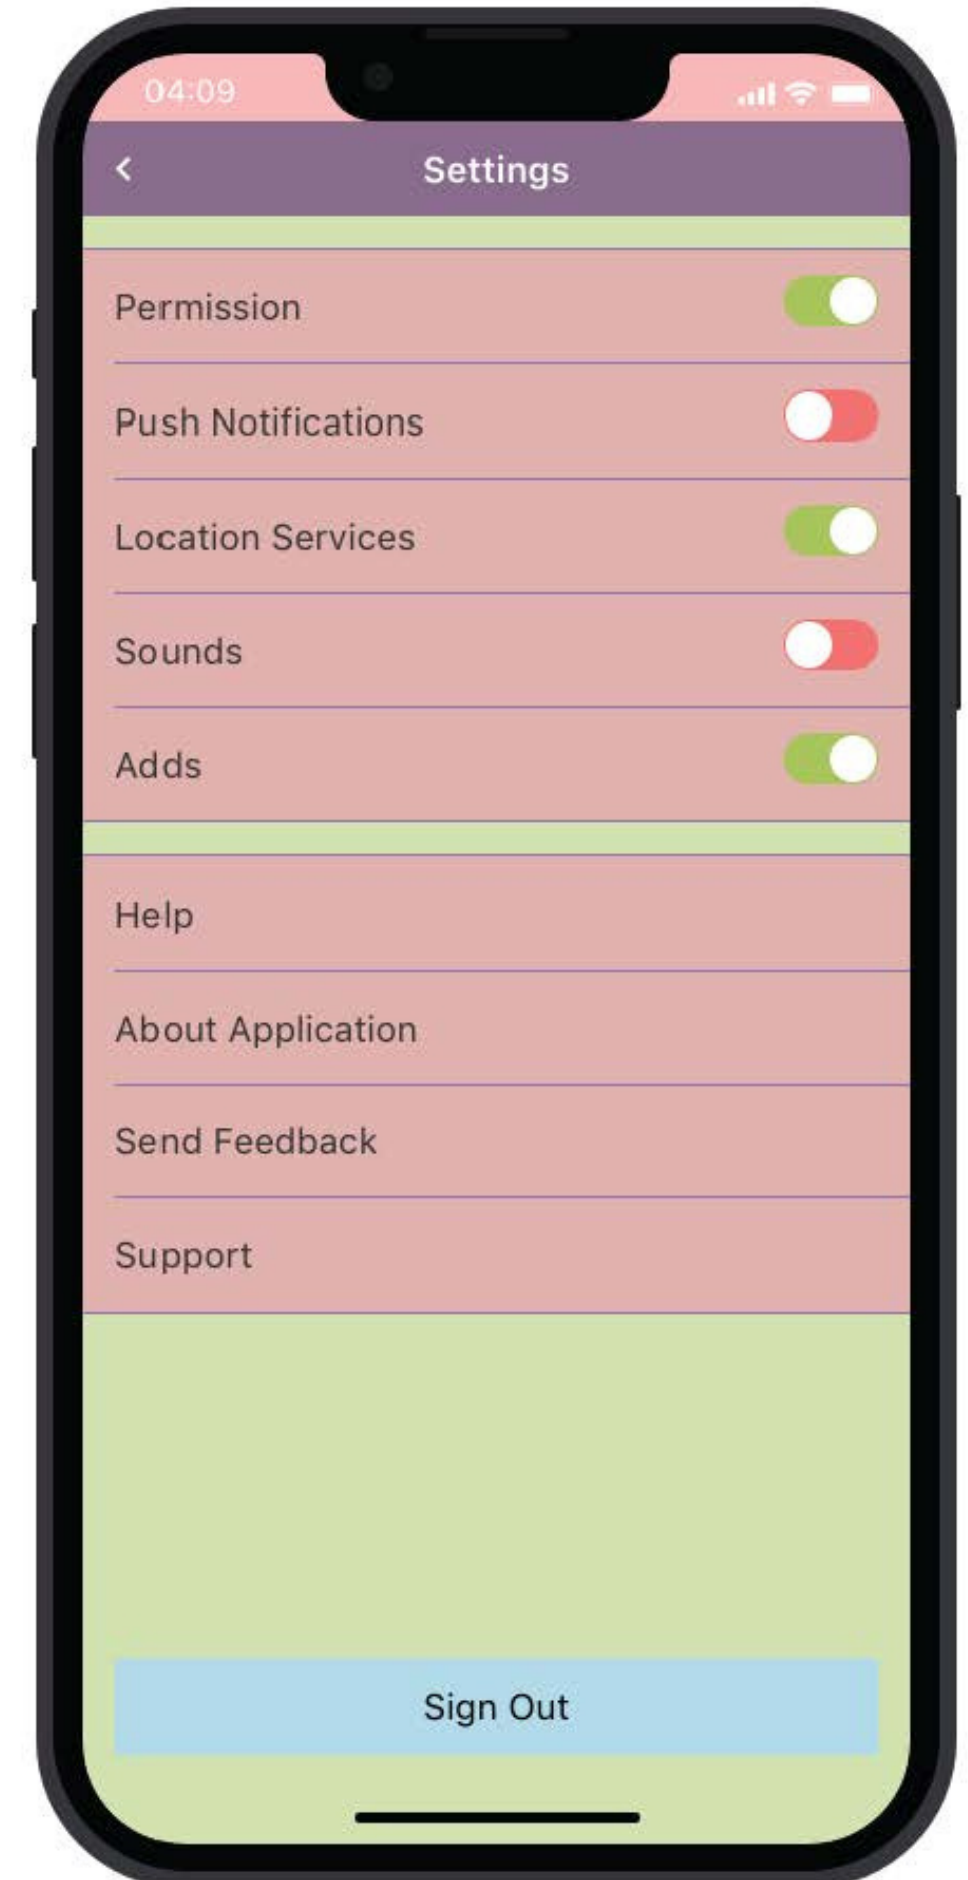 04:09
Settings
Permission
Push Notifications
Location Services
Sounds
Adds
Help
About Application
Send Feedback
Support
Sign Out